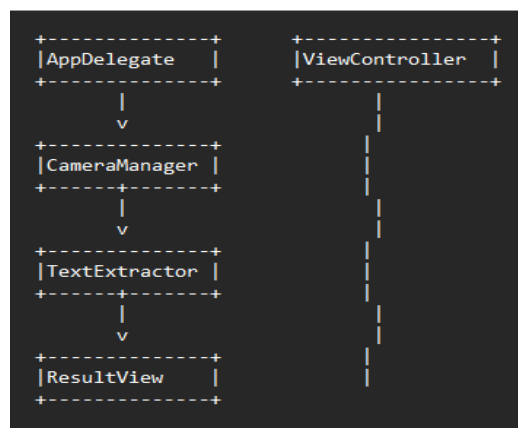 +--------------+      +----------------+
|AppDelegate   |      |ViewController  |
+--------------+      +----------------+
       |                      |
       v                      |
+--------------+             |
|CameraManager |             |
+------+-------+             |
       |                      |
       v                      |
+--------------+             |
|TextExtractor |             |
+------+-------+             |
       |                      |
       v                      |
+--------------+             |
|ResultView    |             |
+--------------+